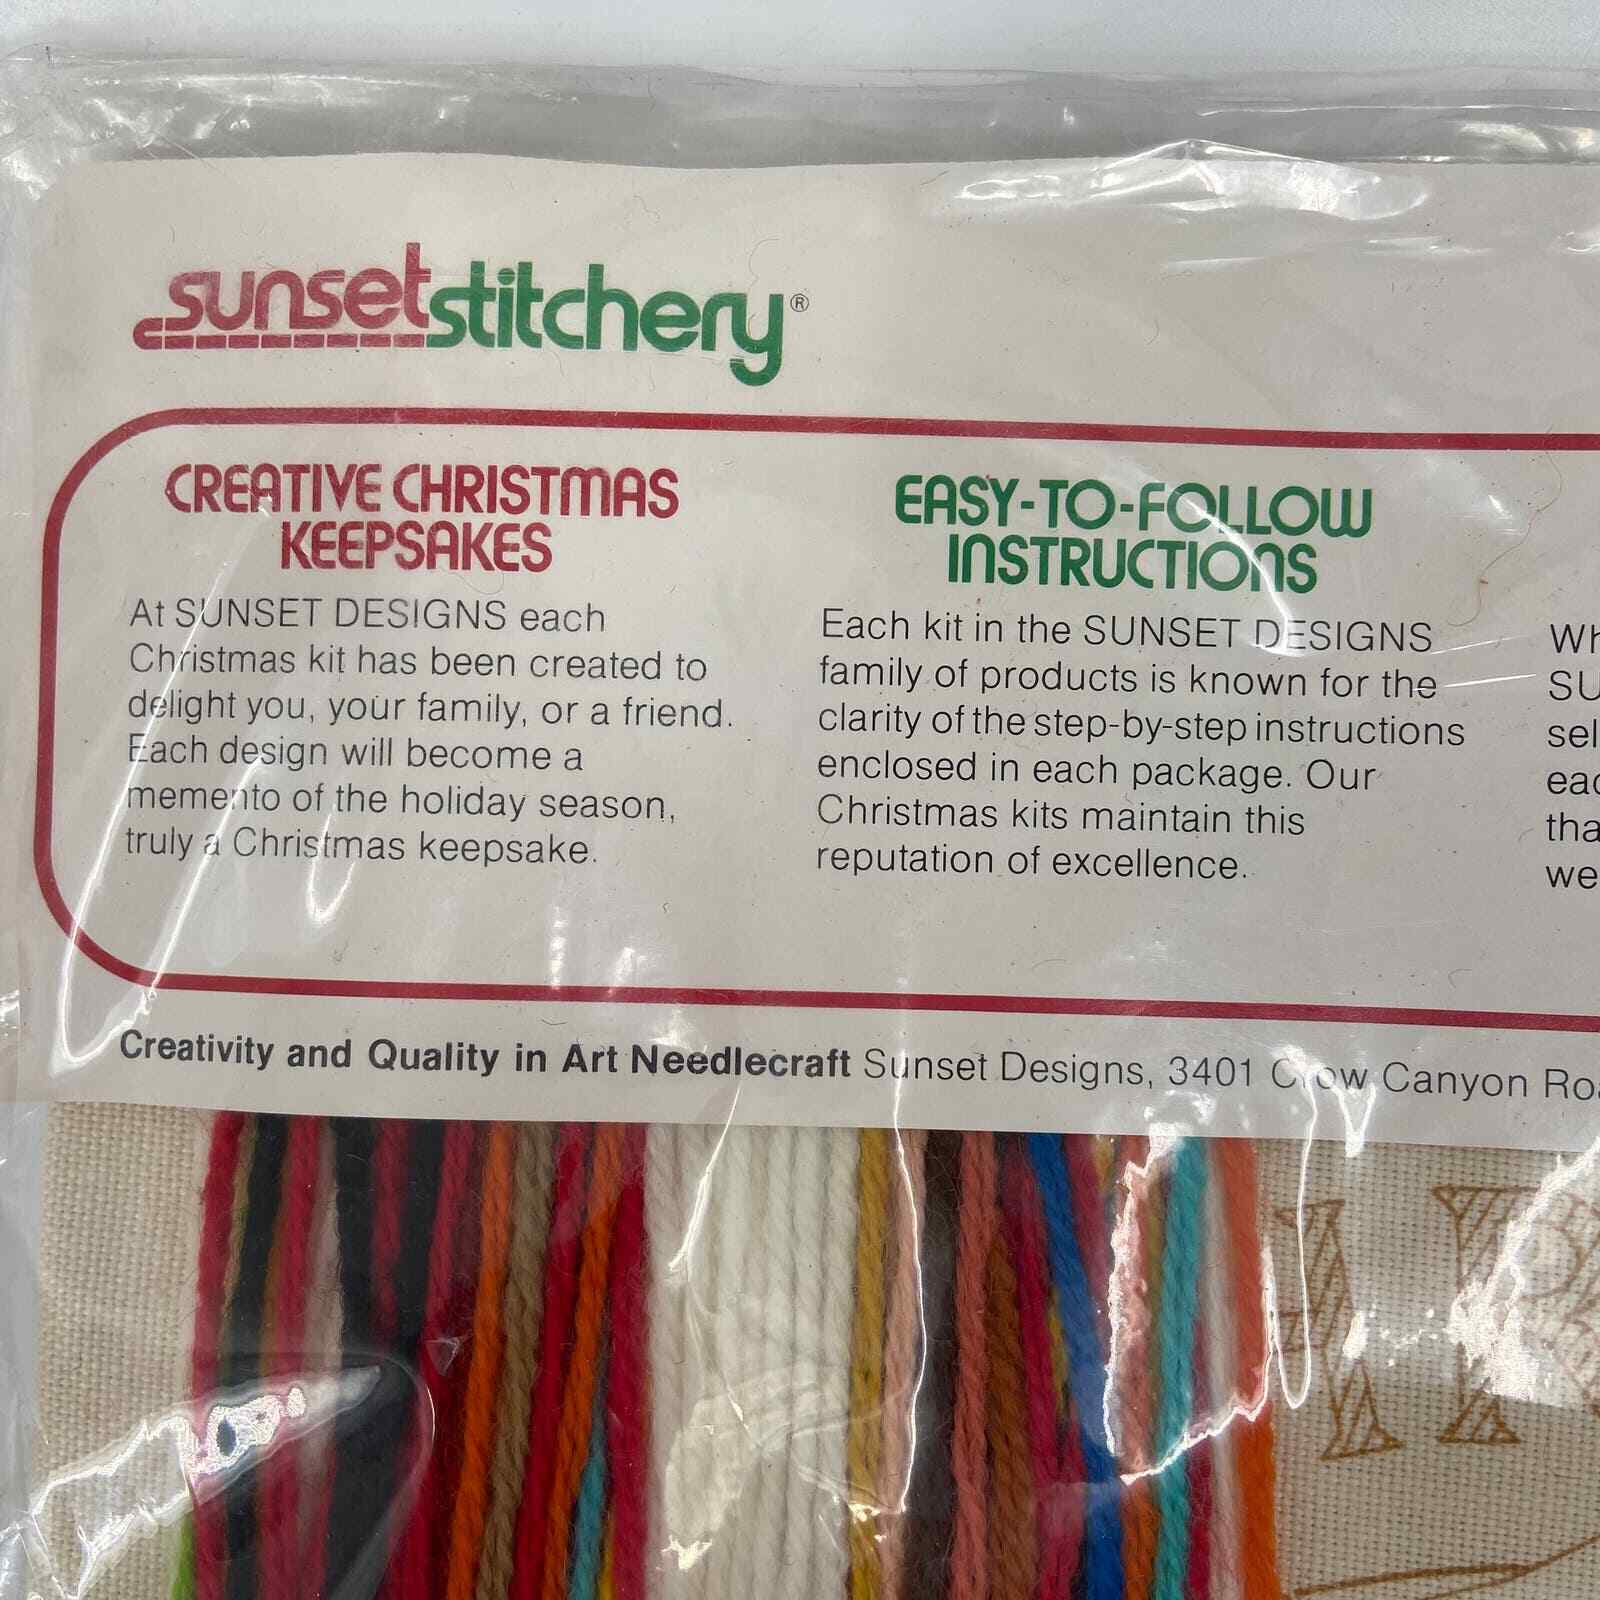 sunset stitchery®
CREATIVE CHRISTMAS
KEEPSAKES
At SUNSET DESIGNS each
Christmas kit has been created to
delight you, your family, or a friend.
Each design will become a
memento of the holiday season,
truly a Christmas keepsake.
EASY-TO-FOLLOW
INSTRUCTIONS
Each kit in the SUNSET DESIGNS
family of products is known for the
clarity of the step-by-step instructions
enclosed in each package. Our
Christmas kits maintain this
reputation of excellence.
Creativity and Quality in Art Needlecraft Sunset Designs, 3401 Crow Canyon